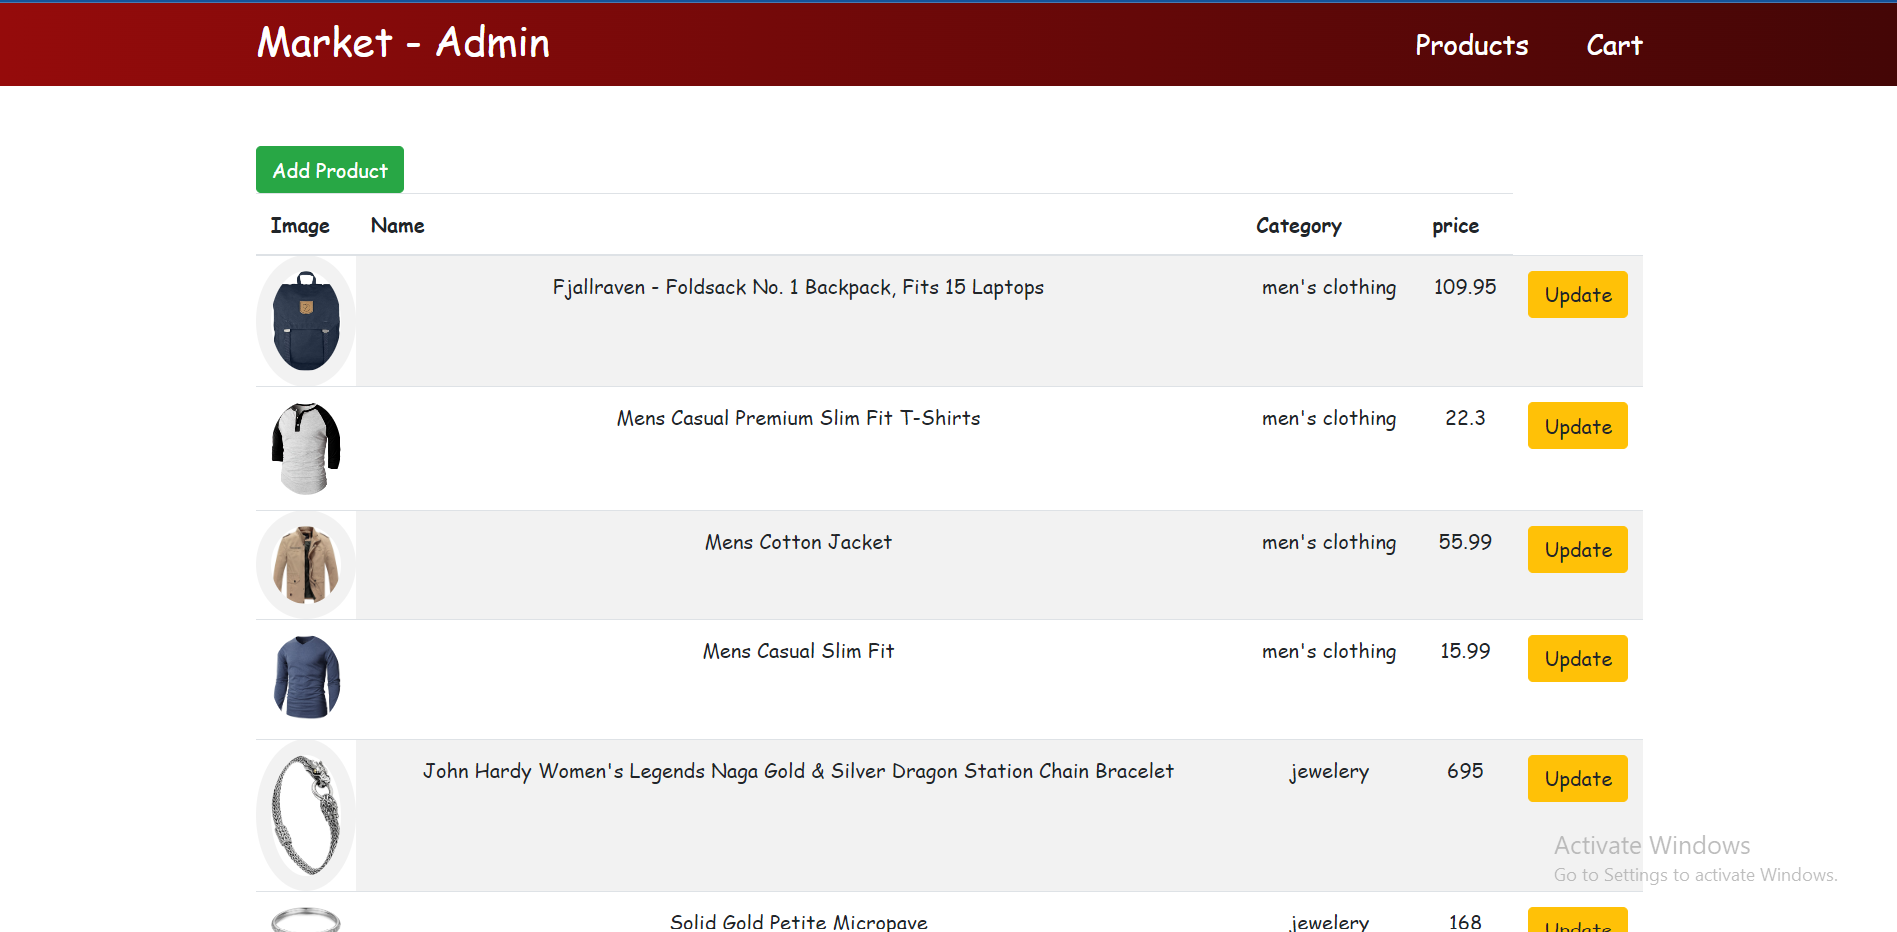 Market - Admin Products Cart
Add Product
Image Name Category price
Fjallraven - Foldsack No. 1 Backpack, Fits 15 Laptops men's clothing 109.95 Update
Mens Casual Premium Slim Fit T-Shirts men's clothing 22.3 Update
Mens Cotton Jacket men's clothing 55.99 Update
Mens Casual Slim Fit men's clothing 15.99 Update
John Hardy Women's Legends Naga Gold & Silver Dragon Station Chain Bracelet jewelery 695 Update
Activate Windows
Go to Settings to activate Windows.
Solid Gold Petite Micropave jewelery 168 Update